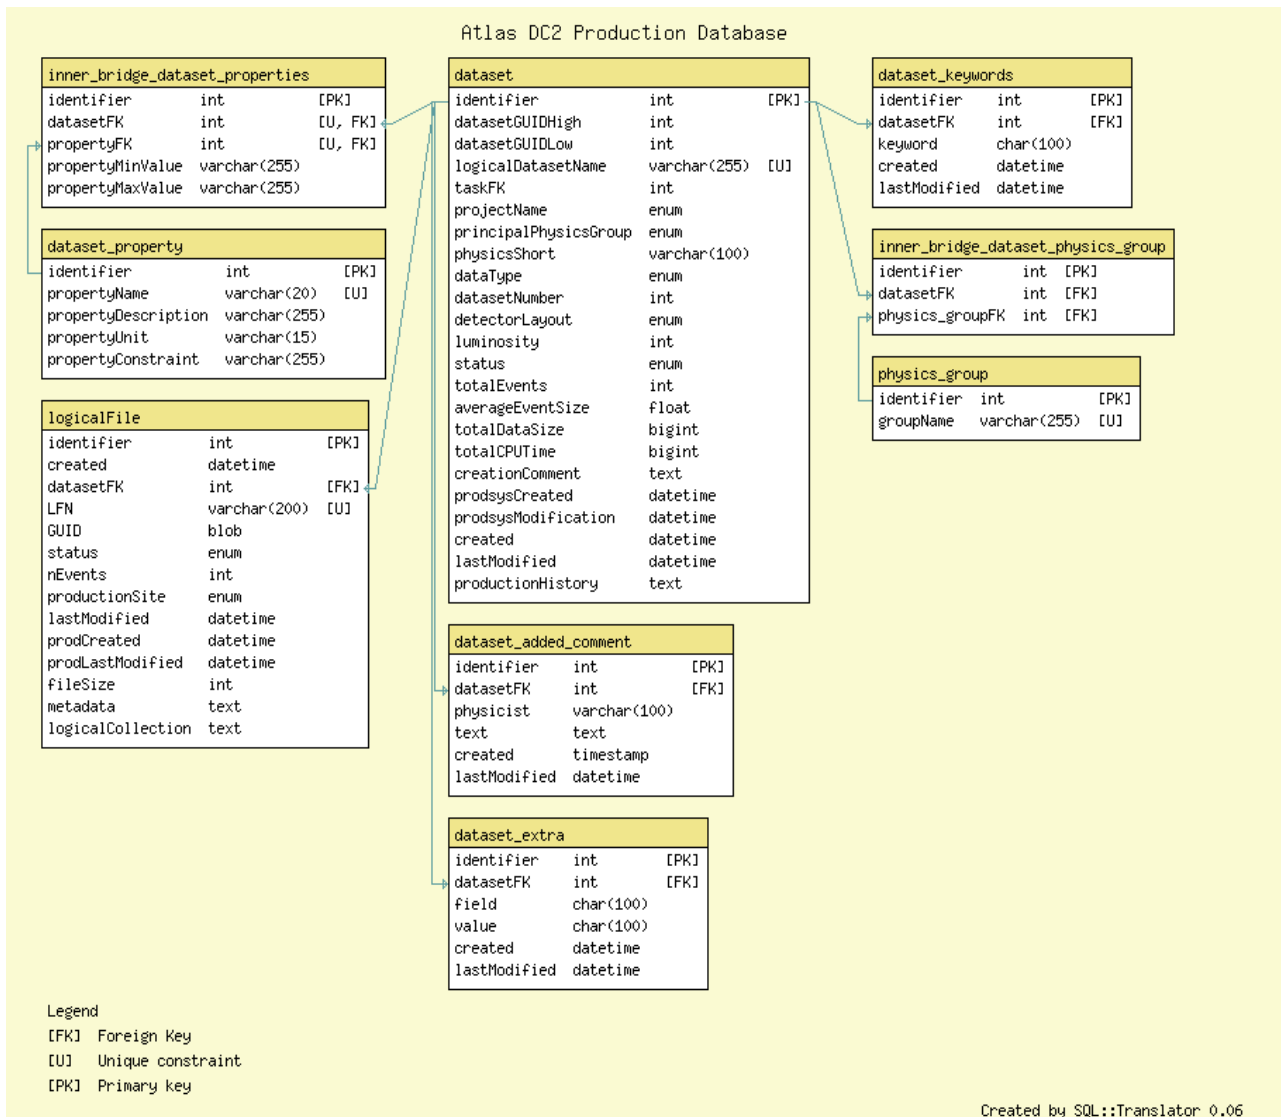 Atlas DC2 Production Database
inner_bridge_dataset_properties
identifier int [PK]
datasetFK int [U, FK]
propertyFK int [U, FK]
propertyMinValue varchar(255)
propertyMaxValue varchar(255)
dataset_property
identifier int [PK]
propertyName varchar(20) [U]
propertyDescription varchar(255)
propertyUnit varchar(15)
propertyConstraint varchar(255)
logicalFile
identifier int [PK]
created datetime
datasetFK int [FK]
LFN varchar(200) [U]
GUID blob
status enum
nEvents int
productionSite enum
lastModified datetime
prodCreated datetime
prodLastModified datetime
fileSize int
metadata text
logicalCollection text
dataset
identifier int [PK]
datasetGUIDHigh int
datasetGUIDLow int
logicalDatasetName varchar(255) [U]
taskFK int
projectName enum
principalPhysicsGroup enum
physicsShort varchar(100)
dataType enum
datasetNumber int
detectorLayout enum
luminosity int
status enum
totalEvents int
averageEventSize float
totalDataSize bigint
totalCPUTime bigint
creationComment text
prodsysCreated datetime
prodsysModification datetime
created datetime
lastModified datetime
productionHistory text
dataset_added_comment
identifier int [PK]
datasetFK int [FK]
physicist varchar(100)
text text
created timestamp
lastModified datetime
dataset_extra
identifier int [PK]
datasetFK int [FK]
field char(100)
value char(100)
created datetime
lastModified datetime
dataset_keywords
identifier int [PK]
datasetFK int [FK]
keyword char(100)
created datetime
lastModified datetime
inner_bridge_dataset_physics_group
identifier int [PK]
datasetFK int [FK]
physics_groupFK int [FK]
physics_group
identifier int [PK]
groupName varchar(255) [U]
Legend
[FK] Foreign Key
[U] Unique constraint
[PK] Primary key
Created by SQL::Translator 0.06